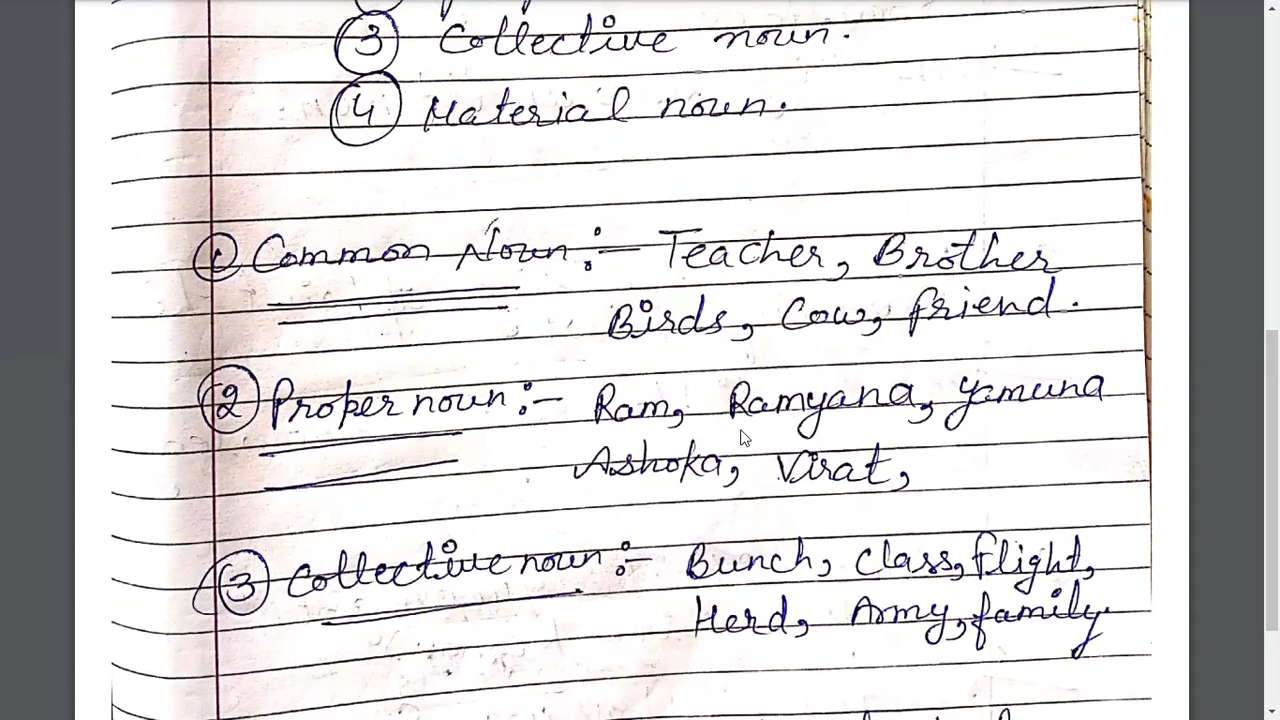 (3) Collective noun.
(4) Material noun.
(1) Common Noun :- Teacher, Brother
Birds, Cow, friend.
(2) Proper noun :- Ram, Ramyana, Yamuna
Ashoka, Virat,
(3) Collective noun :- Bunch, Class, flight,
Herd, Army, family